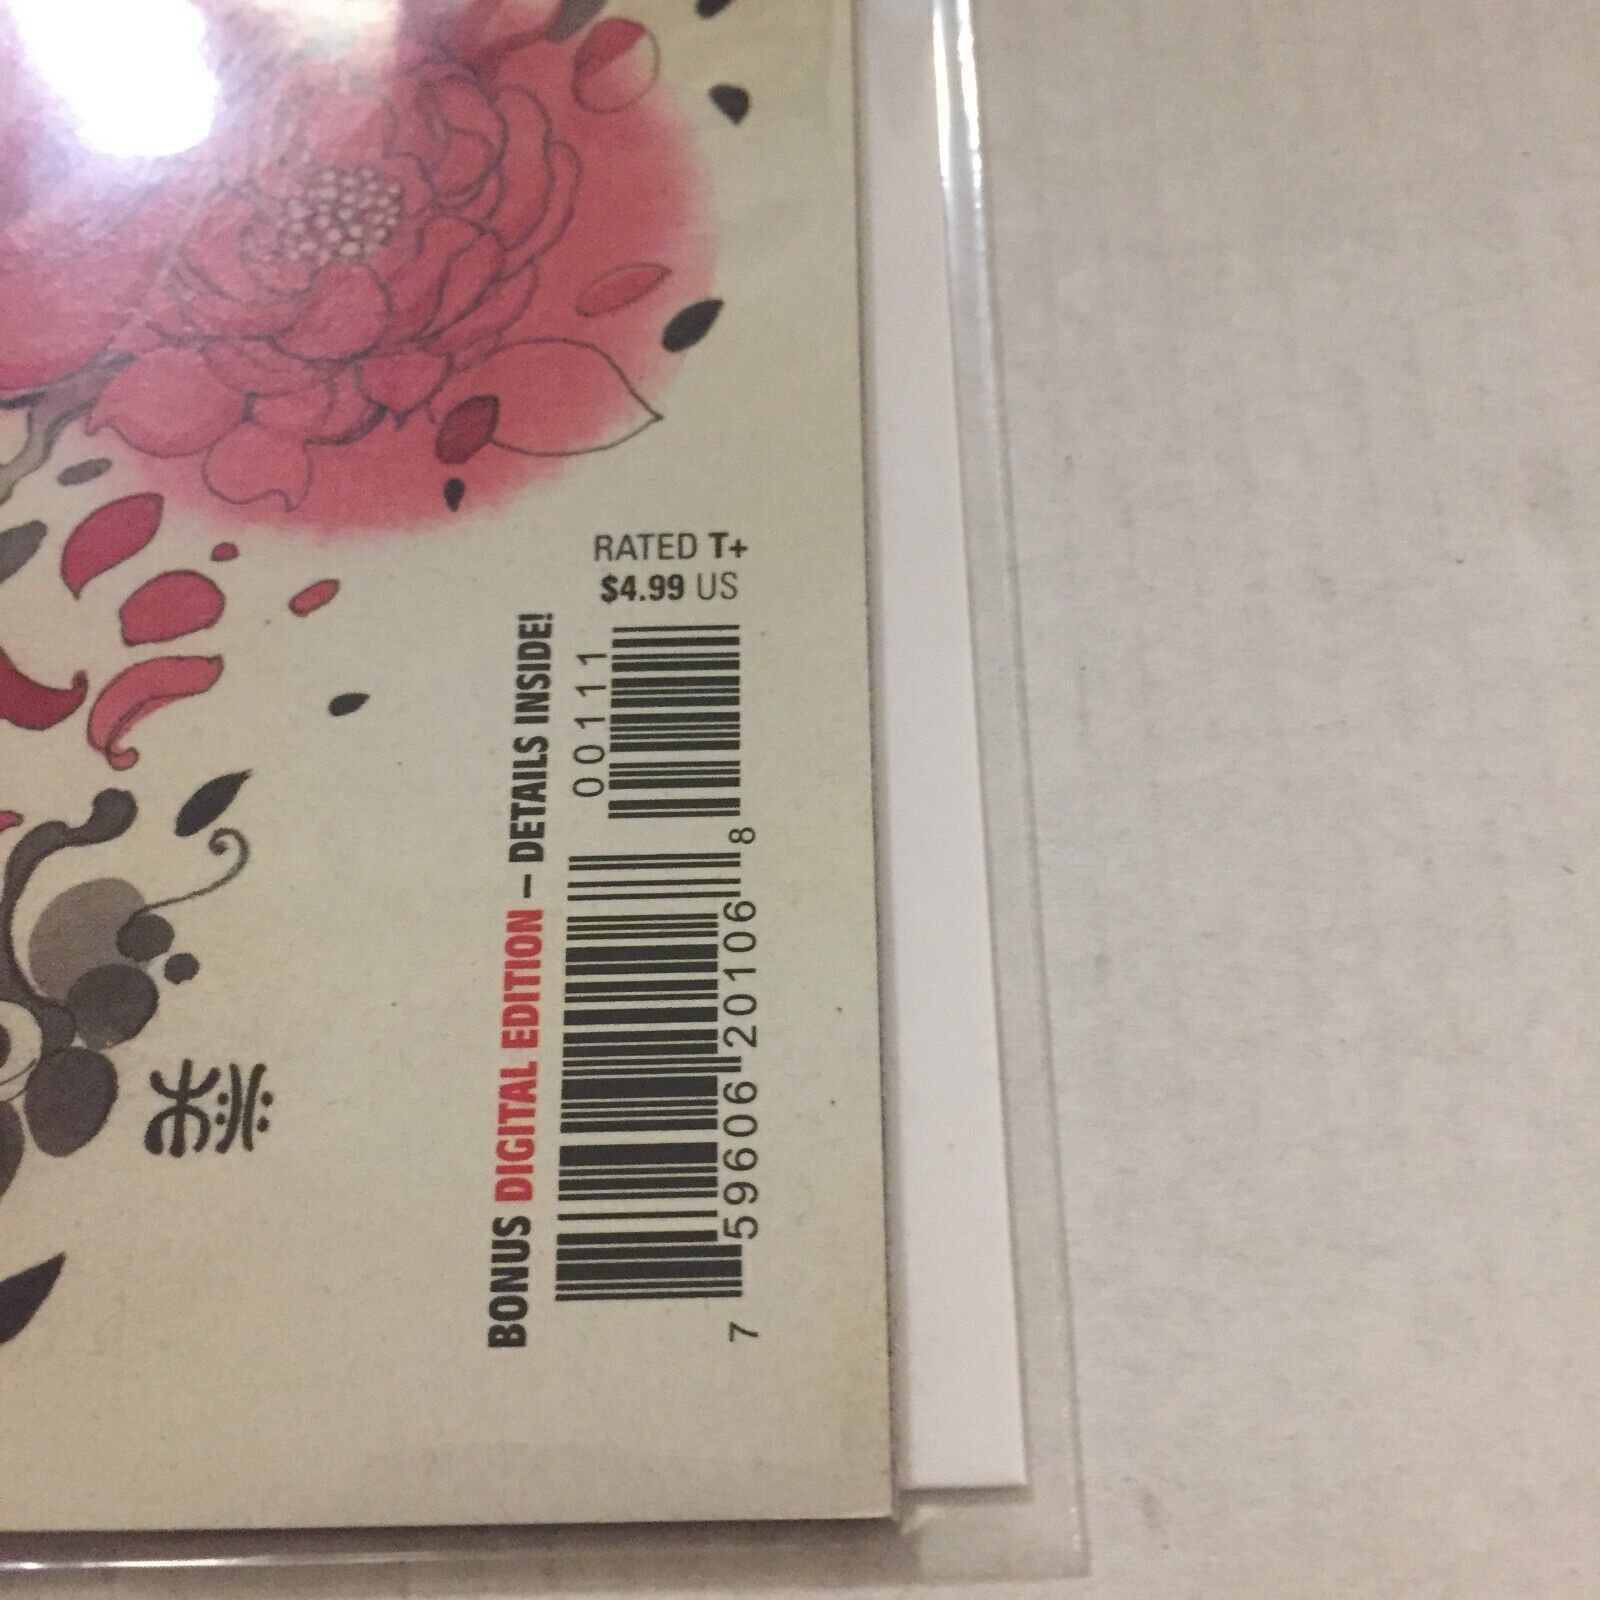 RATED T+
$4.99 US
BONUS DIGITAL EDITION – DETAILS INSIDE!
00111
7 59606 20106 8